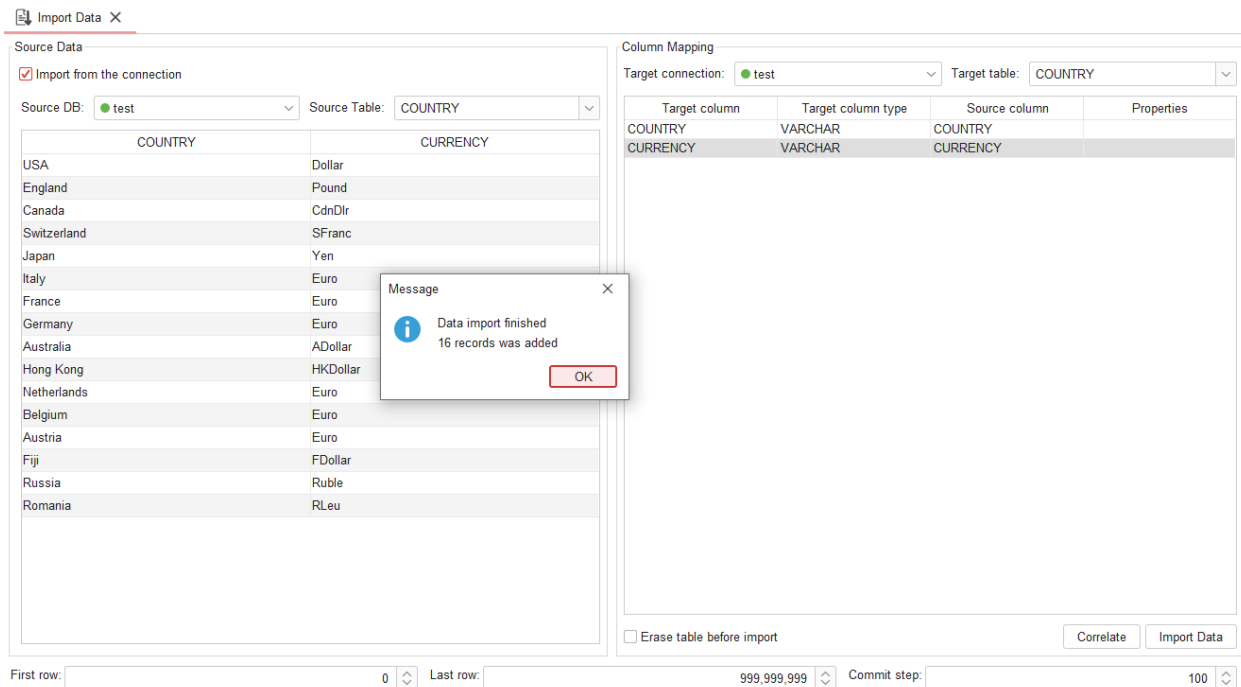 Import Data
Source Data
Import from the connection
Source DB: test Source Table: COUNTRY
COUNTRY CURRENCY
USA Dollar
England Pound
Canada CdnDlr
Switzerland SFranc
Japan Yen
Italy Euro
France Euro
Germany Euro
Australia ADollar
Hong Kong HKDollar
Netherlands Euro
Belgium Euro
Austria Euro
Fiji FDollar
Russia Ruble
Romania RLeu
Message
Data import finished
16 records was added
OK
Column Mapping
Target connection: test Target table: COUNTRY
Target column Target column type Source column Properties
COUNTRY VARCHAR COUNTRY
CURRENCY VARCHAR CURRENCY
Erase table before import Correlate Import Data
First row: 0 Last row: 999,999,999 Commit step: 100